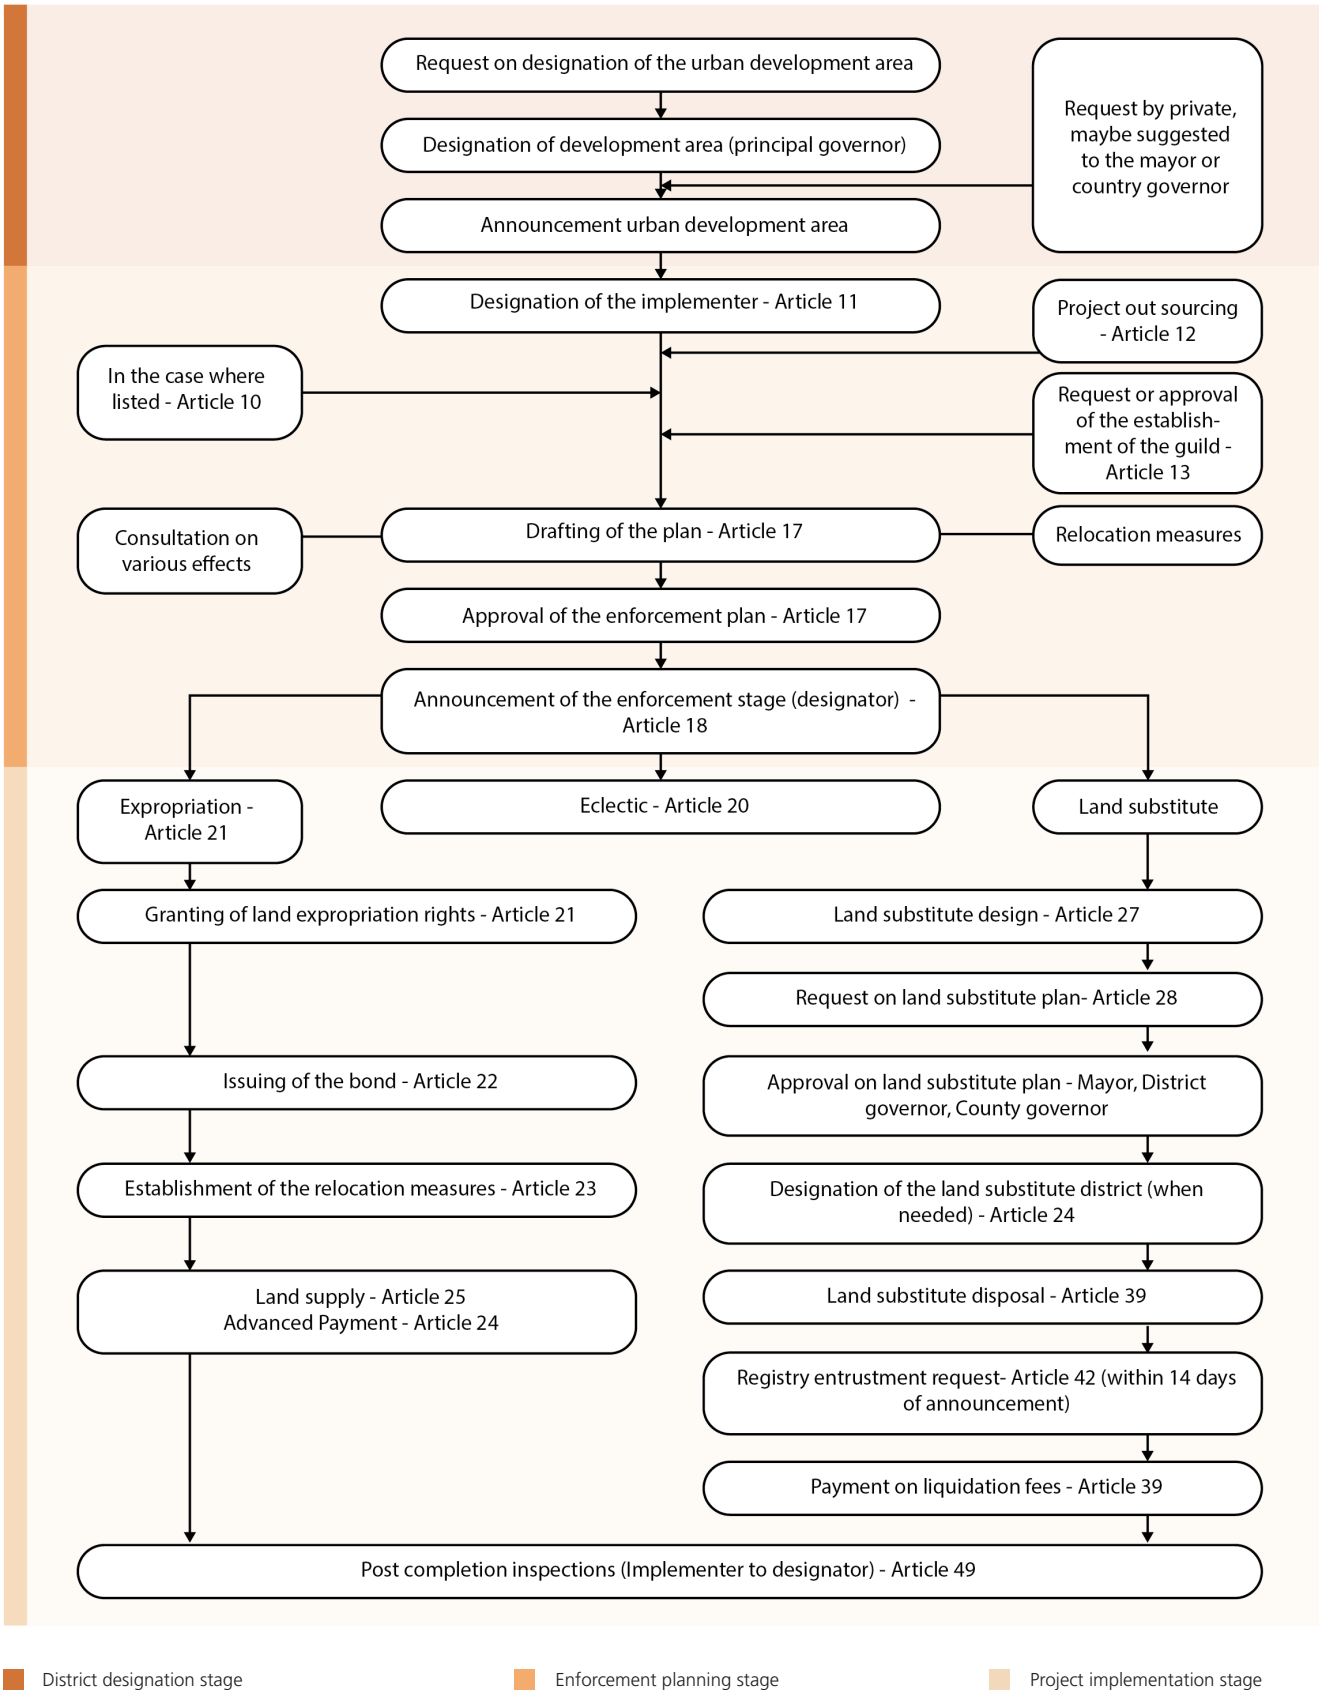 Request on designation of the urban development area
Request by private,
maybe suggested
to the mayor or
country governor
Designation of development area (principal governor)
Announcement urban development area
Designation of the implementer - Article 11
Project out sourcing
- Article 12
In the case where
listed - Article 10
Request or approval
of the establish-
ment of the guild -
Article 13
Consultation on
various effects
Drafting of the plan - Article 17
Relocation measures
Approval of the enforcement plan - Article 17
Announcement of the enforcement stage (designator) -
Article 18
Expropriation -
Article 21
Eclectic - Article 20
Land substitute
Granting of land expropriation rights - Article 21
Land substitute design - Article 27
Request on land substitute plan- Article 28
Issuing of the bond - Article 22
Approval on land substitute plan - Mayor, District
governor, County governor
Establishment of the relocation measures - Article 23
Designation of the land substitute district (when
needed) - Article 24
Land supply - Article 25
Advanced Payment - Article 24
Land substitute disposal - Article 39
Registry entrustment request- Article 42 (within 14 days
of announcement)
Payment on liquidation fees - Article 39
Post completion inspections (Implementer to designator) - Article 49
District designation stage
Enforcement planning stage
Project implementation stage